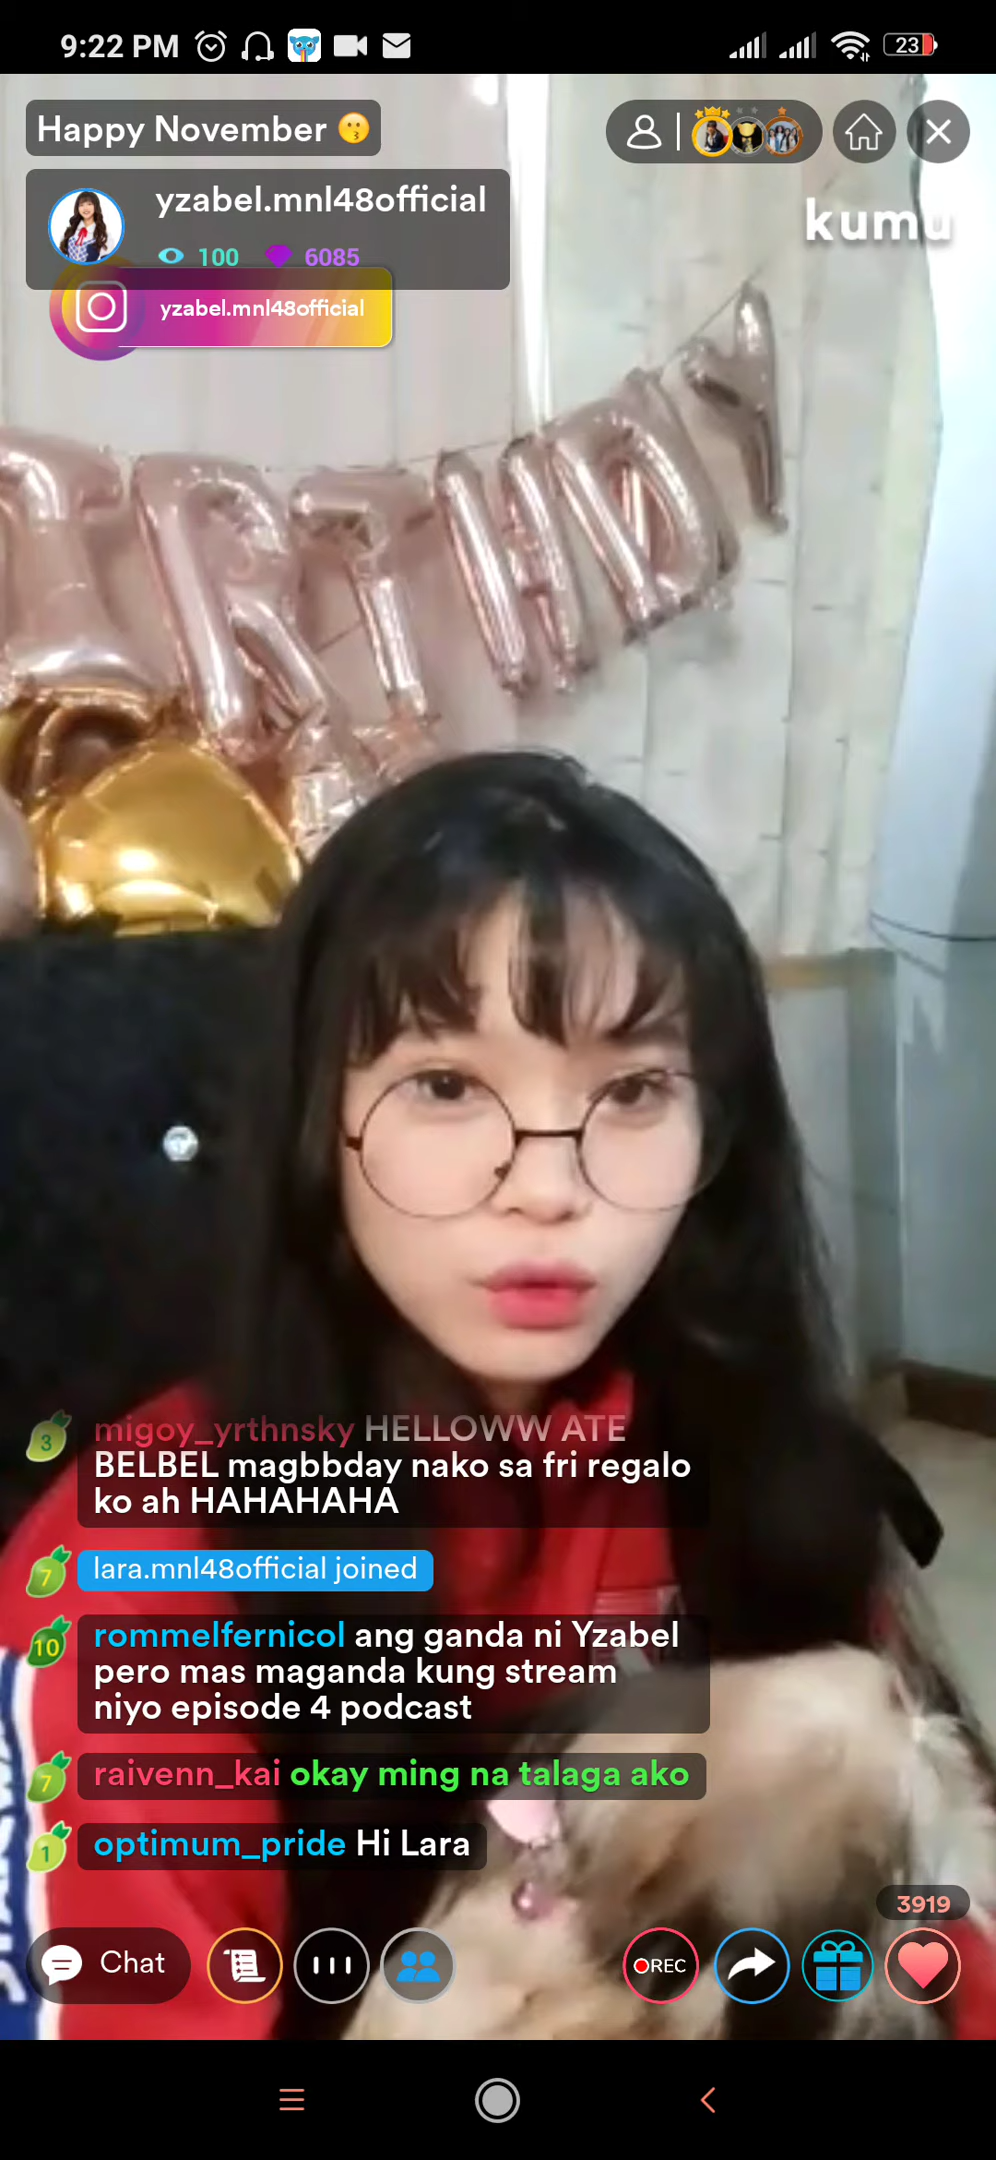 9:22 PM
23
Happy November 😗
yzabel.mnl48official
100 6085
yzabel.mnl48official
kumu
IRTHDY
migoy_yrthnsky HELLOWW ATE
BELBEL magbbday nako sa fri regalo
ko ah HAHAHAHA
3
lara.mnl48official joined
7
rommelfernicol ang ganda ni Yzabel
10
pero mas maganda kung stream
niyo episode 4 podcast
raivenn_kai okay ming na talaga ako
7
optimum_pride Hi Lara
1
3919
Chat
REC